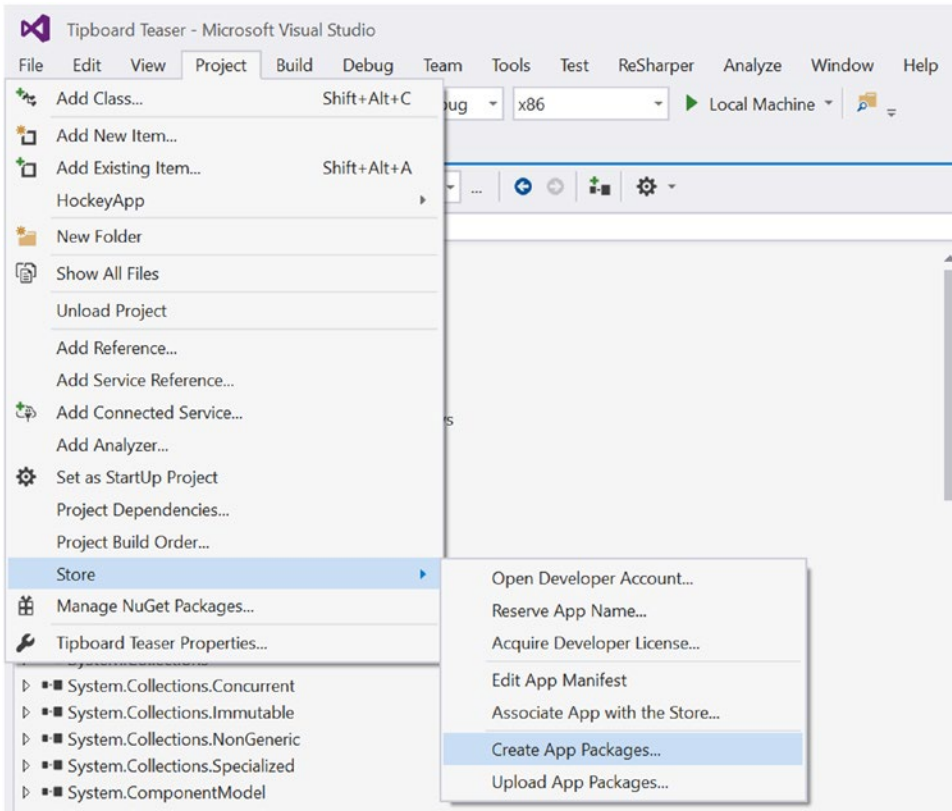 Tipboard Teaser - Microsoft Visual Studio
File Edit View Project Build Debug Team Tools Test ReSharper Analyze Window Help
Add Class... Shift+Alt+C
x86 Local Machine
Add New Item...
Add Existing Item... Shift+Alt+A
...
HockeyApp
New Folder
Show All Files
Unload Project
Add Reference...
Add Service Reference...
Add Connected Service...
Add Analyzer...
Set as StartUp Project
Project Dependencies...
Project Build Order...
Store
Manage NuGet Packages...
Tipboard Teaser Properties...
Open Developer Account...
Reserve App Name...
Acquire Developer License...
Edit App Manifest
Associate App with the Store...
Create App Packages...
Upload App Packages...
System.Collections.Concurrent
System.Collections.Immutable
System.Collections.NonGeneric
System.Collections.Specialized
System.ComponentModel